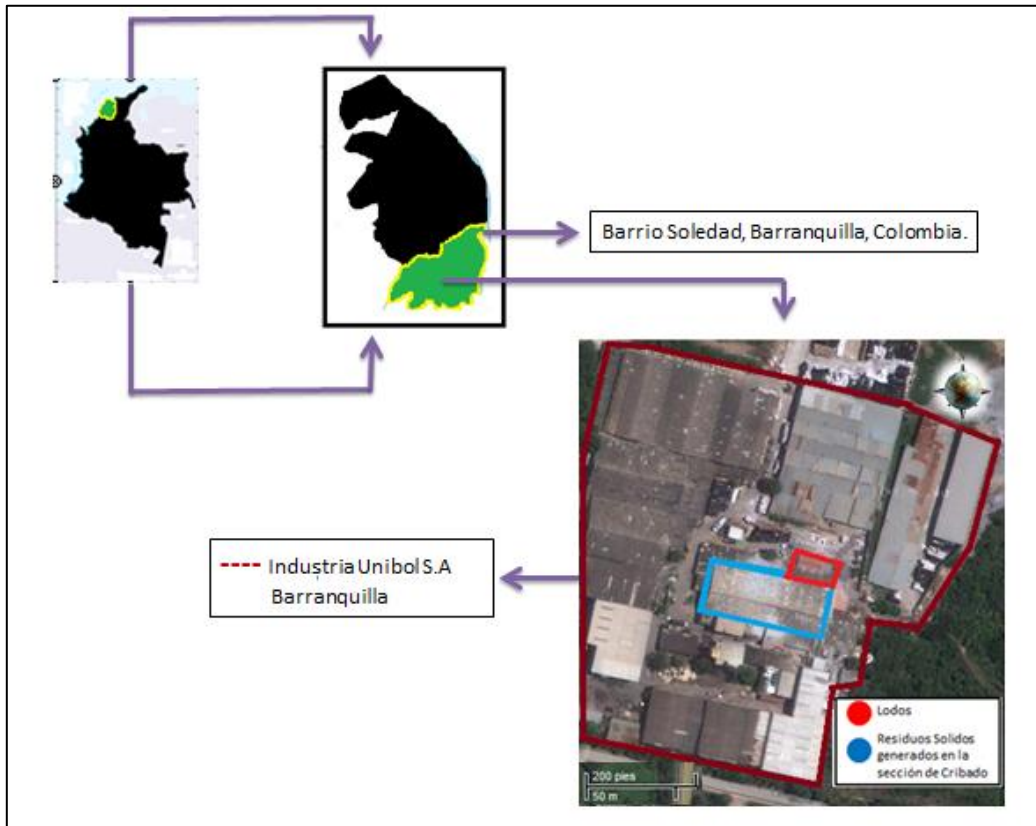 Barrio Soledad, Barranquilla, Colombia.
Industria Unibol S.A
Barranquilla
Lodos
Residuos Solidos
generados en la
sección de Cribado
200 pies
50 m